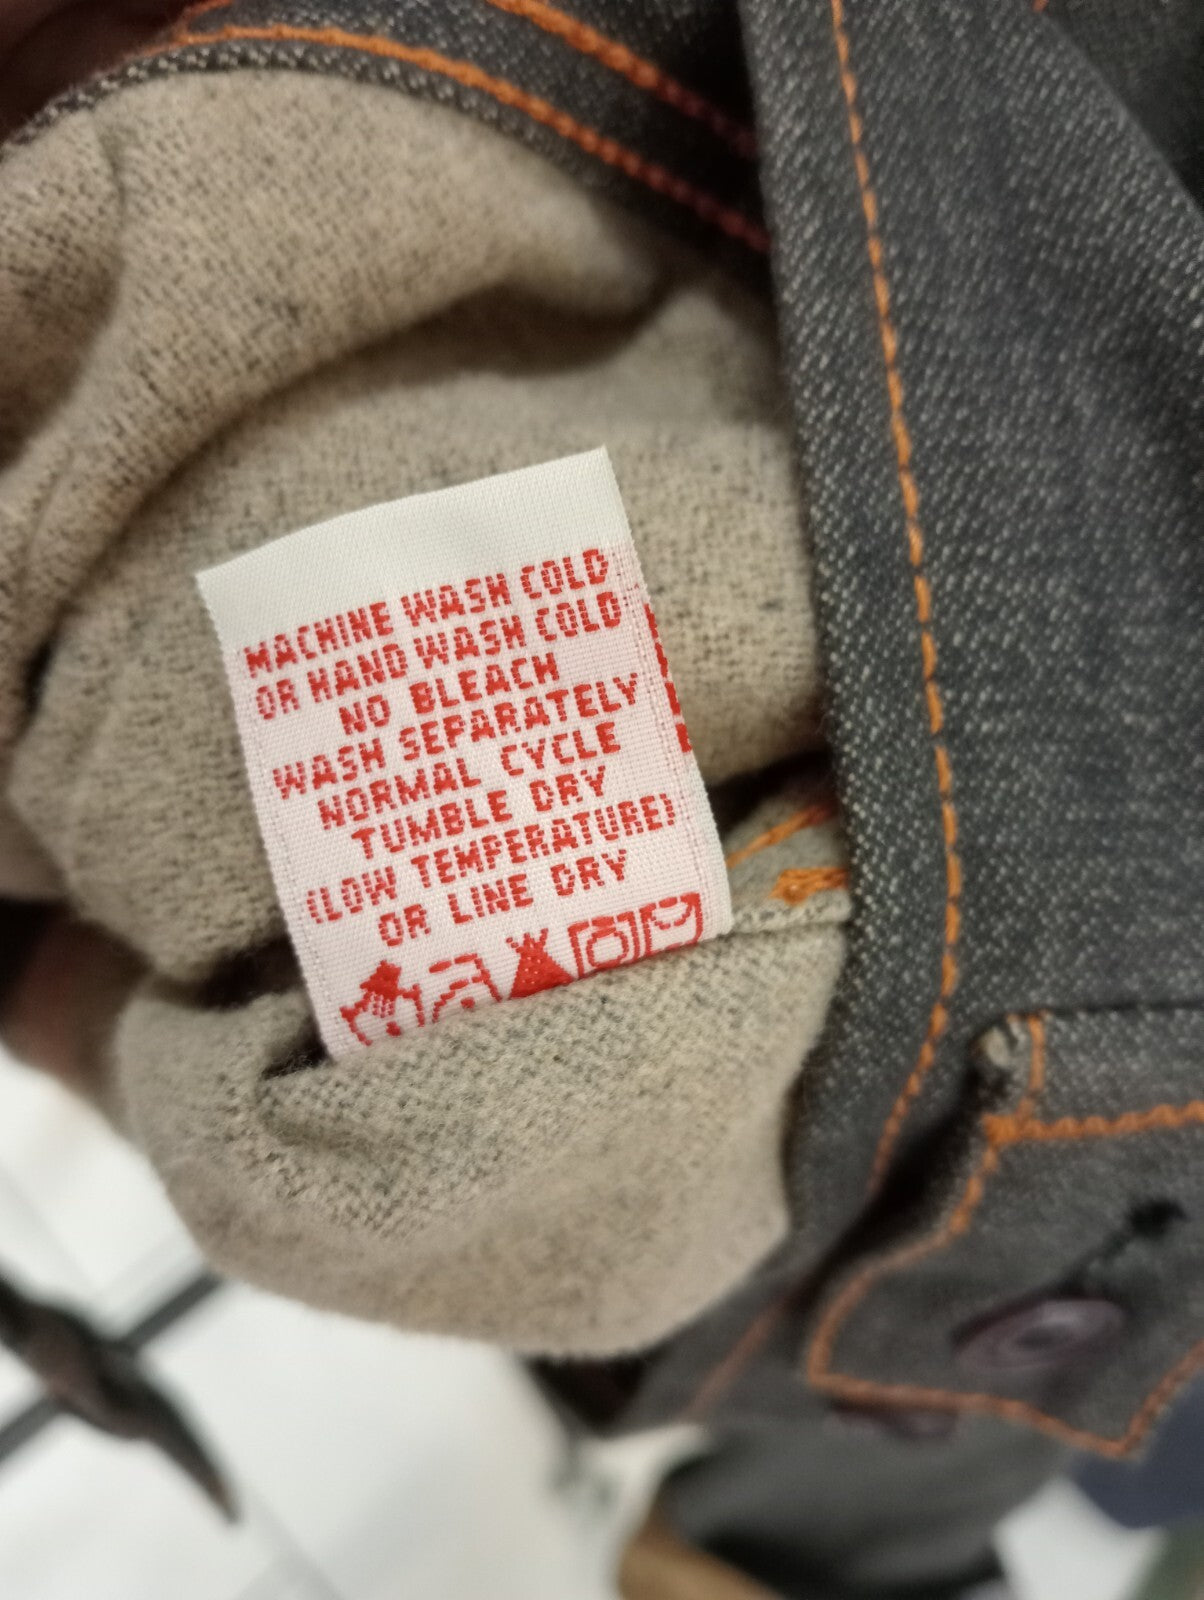 MACHINE WASH COLD
OR HAND WASH COLD
NO BLEACH
WASH SEPARATELY
NORMAL CYCLE
TUMBLE DRY
(LOW TEMPERATURE)
OR LINE DRY